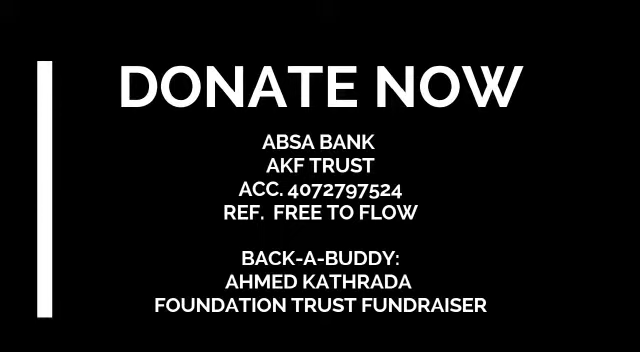 DONATE NOW
ABSA BANK
AKF TRUST
ACC. 4072797524
REF. FREE TO FLOW
BACK-A-BUDDY:
AHMED KATHRADA
FOUNDATION TRUST FUNDRAISER